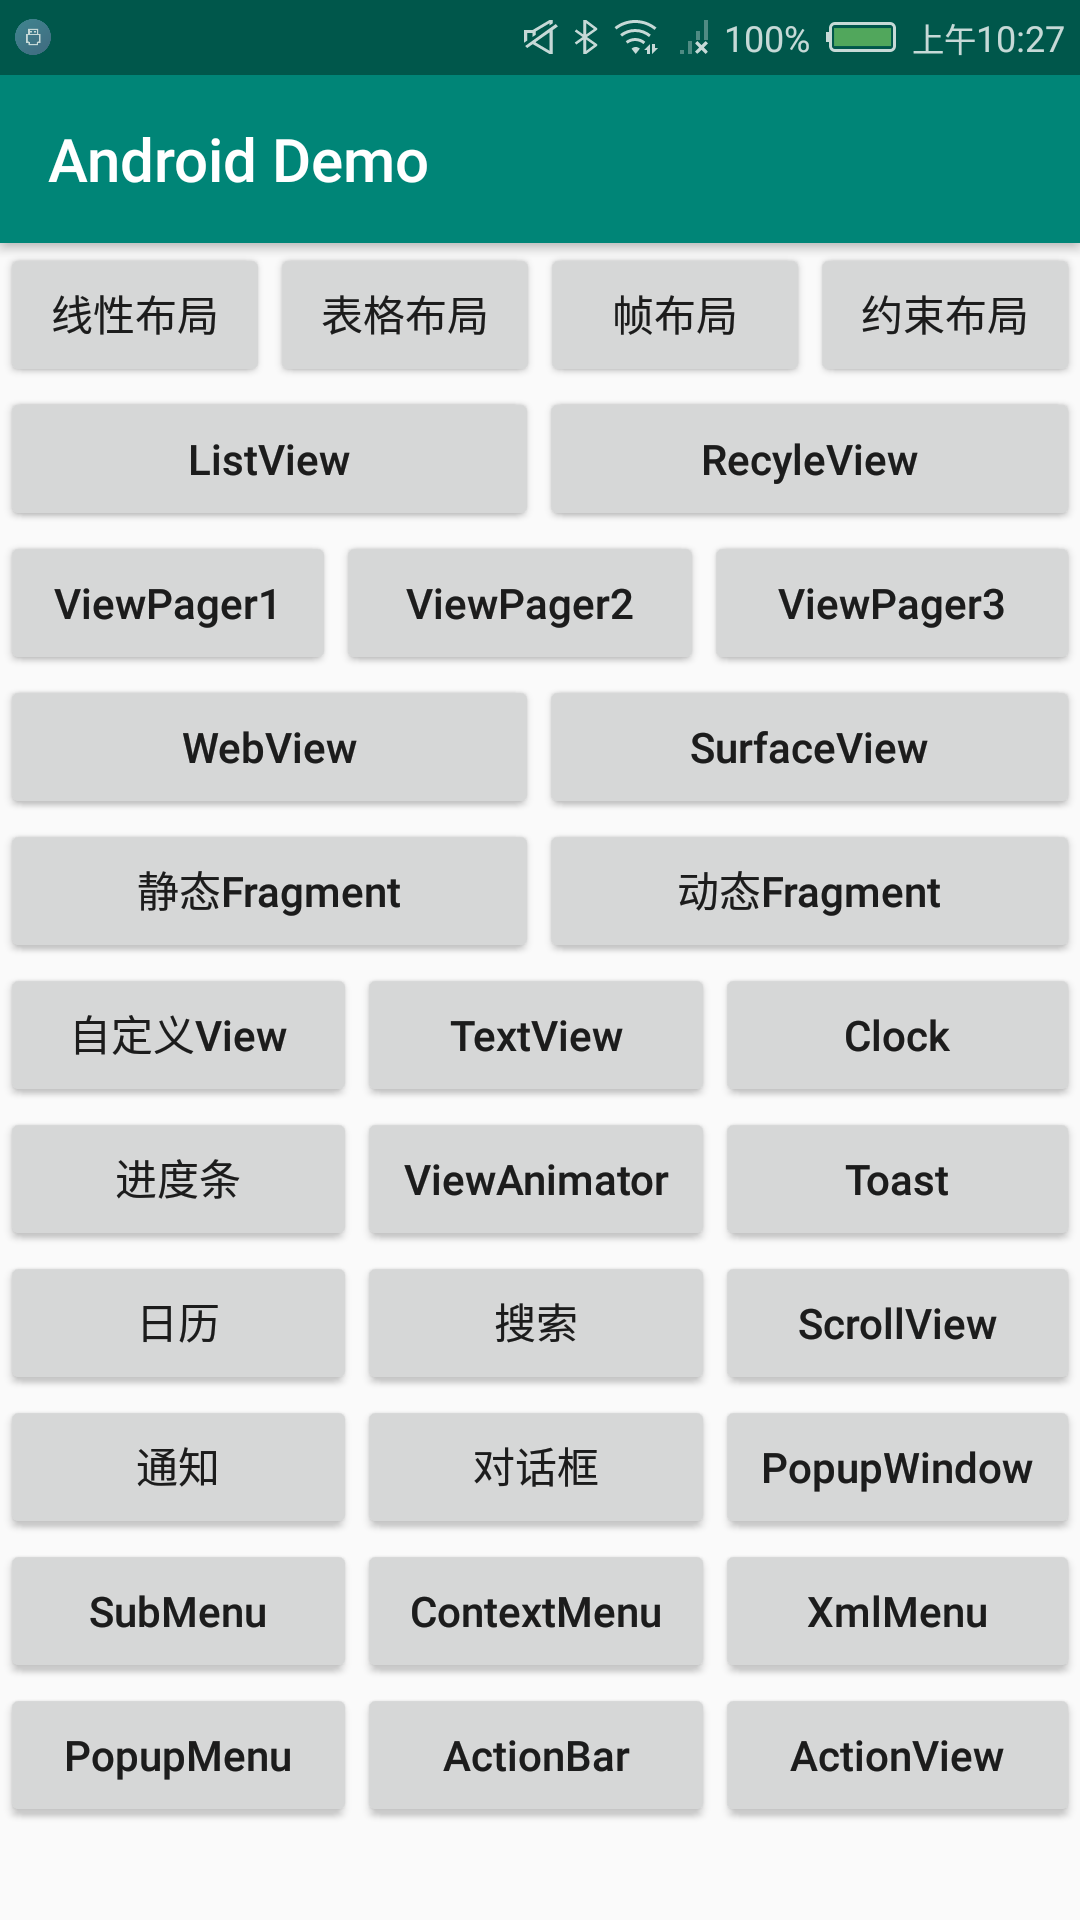 100% 上午10:27
Android Demo
线性布局 表格布局 帧布局 约束布局
ListView RecyleView
ViewPager1 ViewPager2 ViewPager3
WebView SurfaceView
静态Fragment 动态Fragment
自定义View TextView Clock
进度条 ViewAnimator Toast
日历 搜索 ScrollView
通知 对话框 PopupWindow
SubMenu ContextMenu XmlMenu
PopupMenu ActionBar ActionView